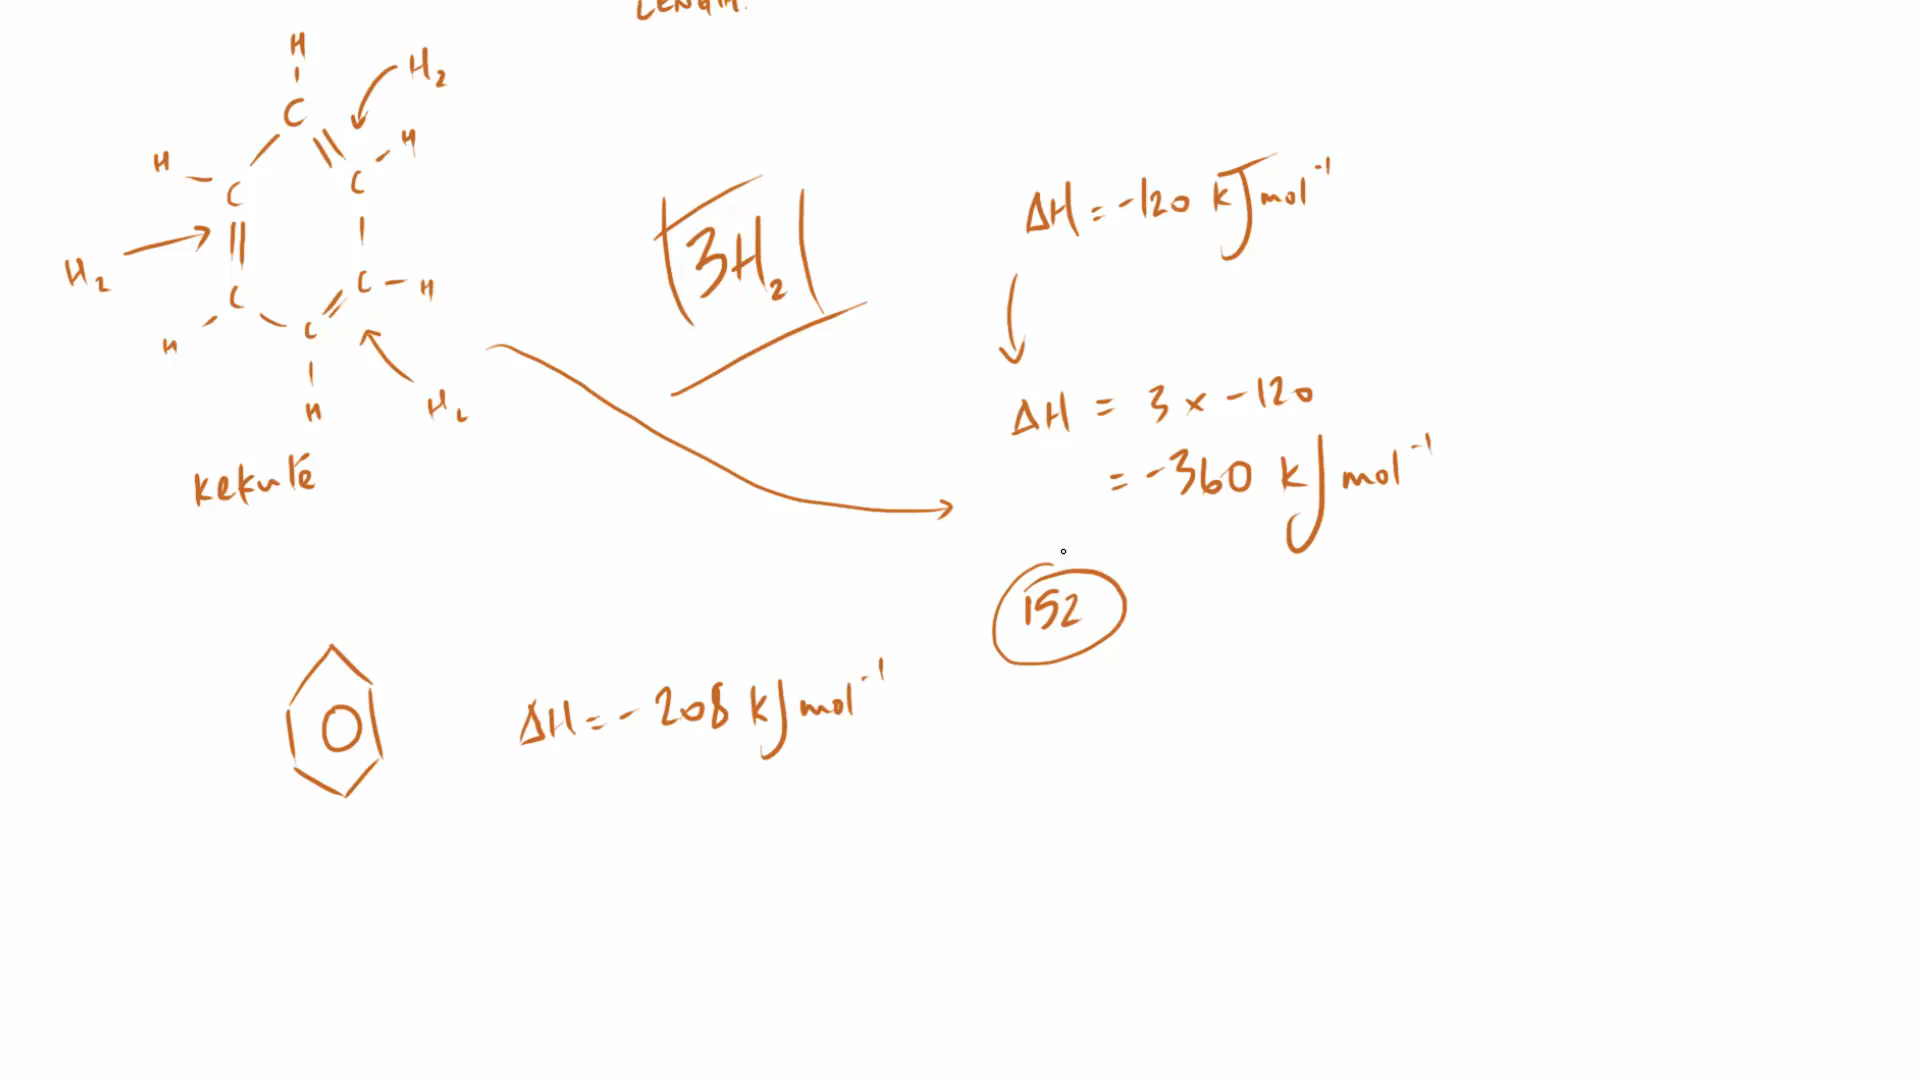 LENGTH.
H
H₂
C
H
H
C
C
3H₂
ΔH = -120 kJ mol⁻¹
H₂
C
H
C
H
C
H
H₂
ΔH = 3 x -120
= -360 kJ mol⁻¹
Kekulé
152
ΔH = - 208 kJ mol⁻¹